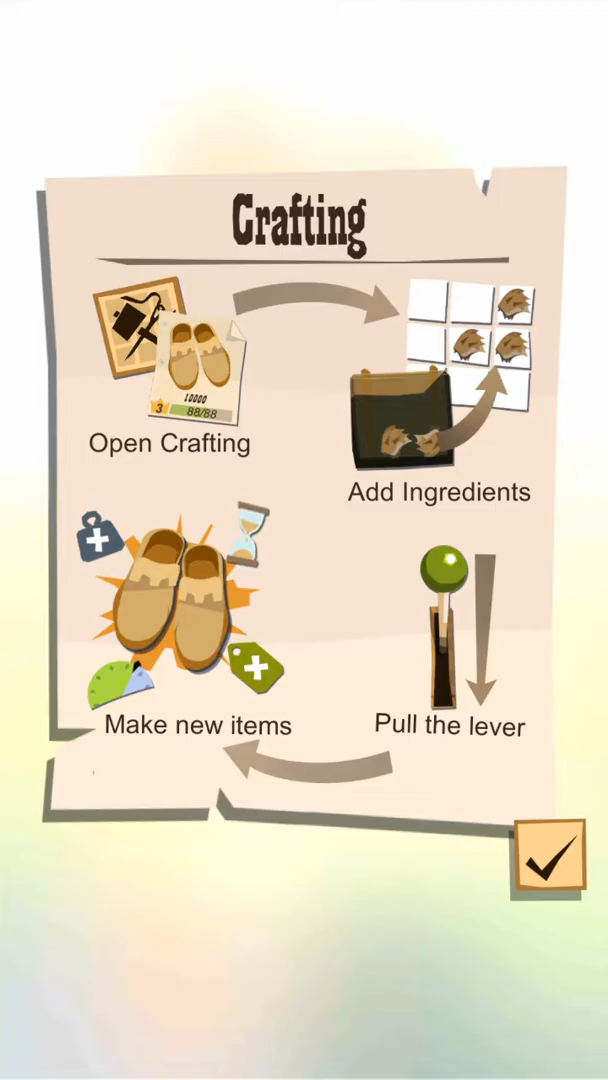 Crafting
10000
3 88/88
Open Crafting
Add Ingredients
Make new items
Pull the lever